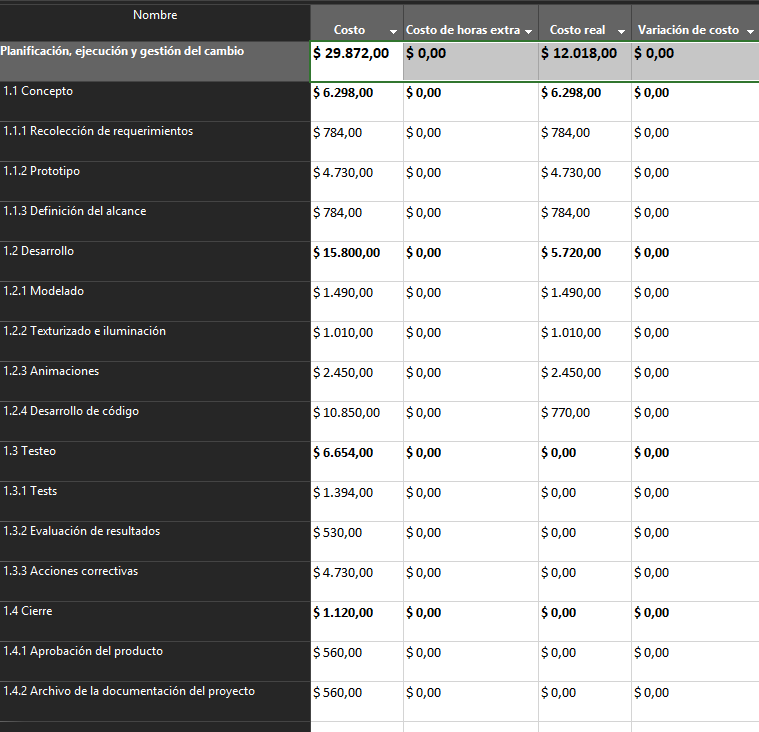 Nombre
Costo Costo de horas extra Costo real Variación de costo
Planificación, ejecución y gestión del cambio $ 29.872,00 $ 0,00 $ 12.018,00 $ 0,00
1.1 Concepto $ 6.298,00 $ 0,00 $ 6.298,00 $ 0,00
1.1.1 Recolección de requerimientos $ 784,00 $ 0,00 $ 784,00 $ 0,00
1.1.2 Prototipo $ 4.730,00 $ 0,00 $ 4.730,00 $ 0,00
1.1.3 Definición del alcance $ 784,00 $ 0,00 $ 784,00 $ 0,00
1.2 Desarrollo $ 15.800,00 $ 0,00 $ 5.720,00 $ 0,00
1.2.1 Modelado $ 1.490,00 $ 0,00 $ 1.490,00 $ 0,00
1.2.2 Texturizado e iluminación $ 1.010,00 $ 0,00 $ 1.010,00 $ 0,00
1.2.3 Animaciones $ 2.450,00 $ 0,00 $ 2.450,00 $ 0,00
1.2.4 Desarrollo de código $ 10.850,00 $ 0,00 $ 770,00 $ 0,00
1.3 Testeo $ 6.654,00 $ 0,00 $ 0,00 $ 0,00
1.3.1 Tests $ 1.394,00 $ 0,00 $ 0,00 $ 0,00
1.3.2 Evaluación de resultados $ 530,00 $ 0,00 $ 0,00 $ 0,00
1.3.3 Acciones correctivas $ 4.730,00 $ 0,00 $ 0,00 $ 0,00
1.4 Cierre $ 1.120,00 $ 0,00 $ 0,00 $ 0,00
1.4.1 Aprobación del producto $ 560,00 $ 0,00 $ 0,00 $ 0,00
1.4.2 Archivo de la documentación del proyecto $ 560,00 $ 0,00 $ 0,00 $ 0,00